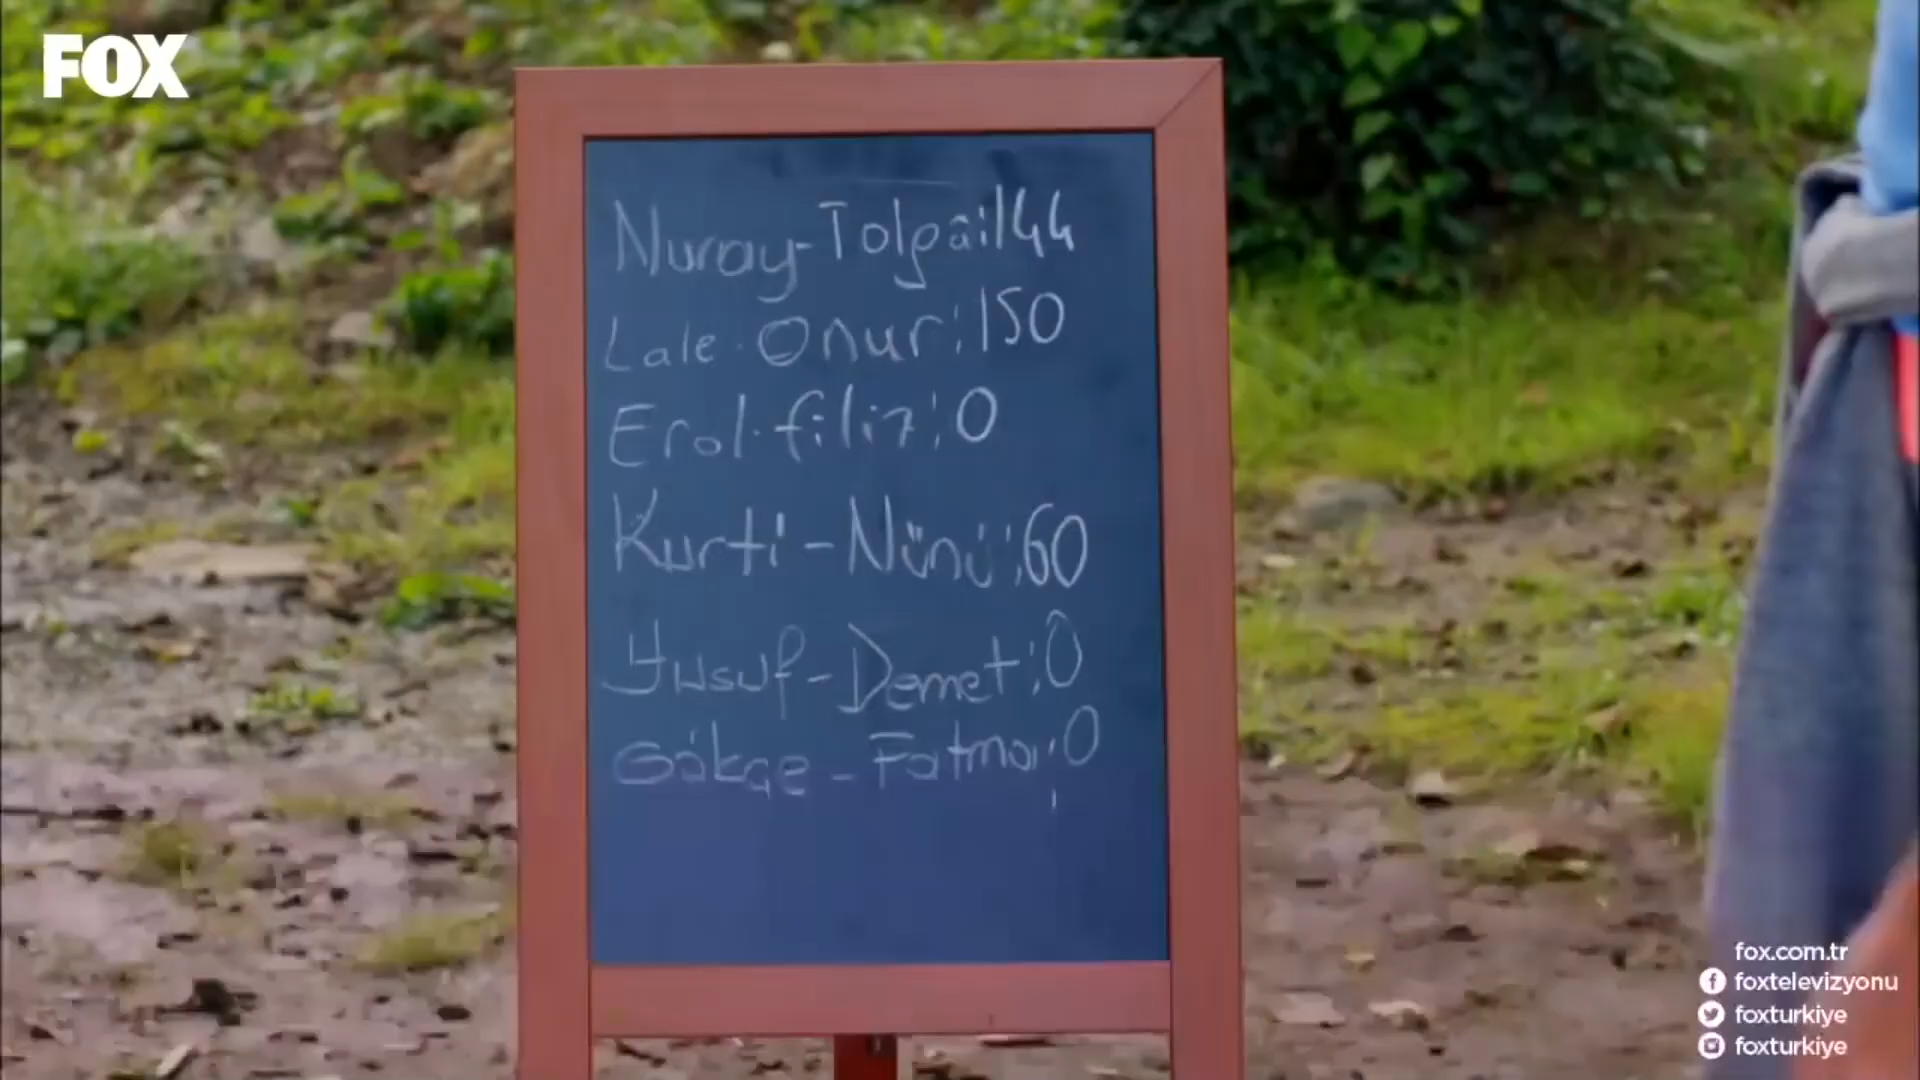 FOX
Nuray-Tolga:144
Lale-Onur:150
Erol-filiz:0
Kurti-Nünü:60
Yusuf-Demet:0
Gökçe-Fatma:0
fox.com.tr
foxtelevizyonu
foxturkiye
foxturkiye